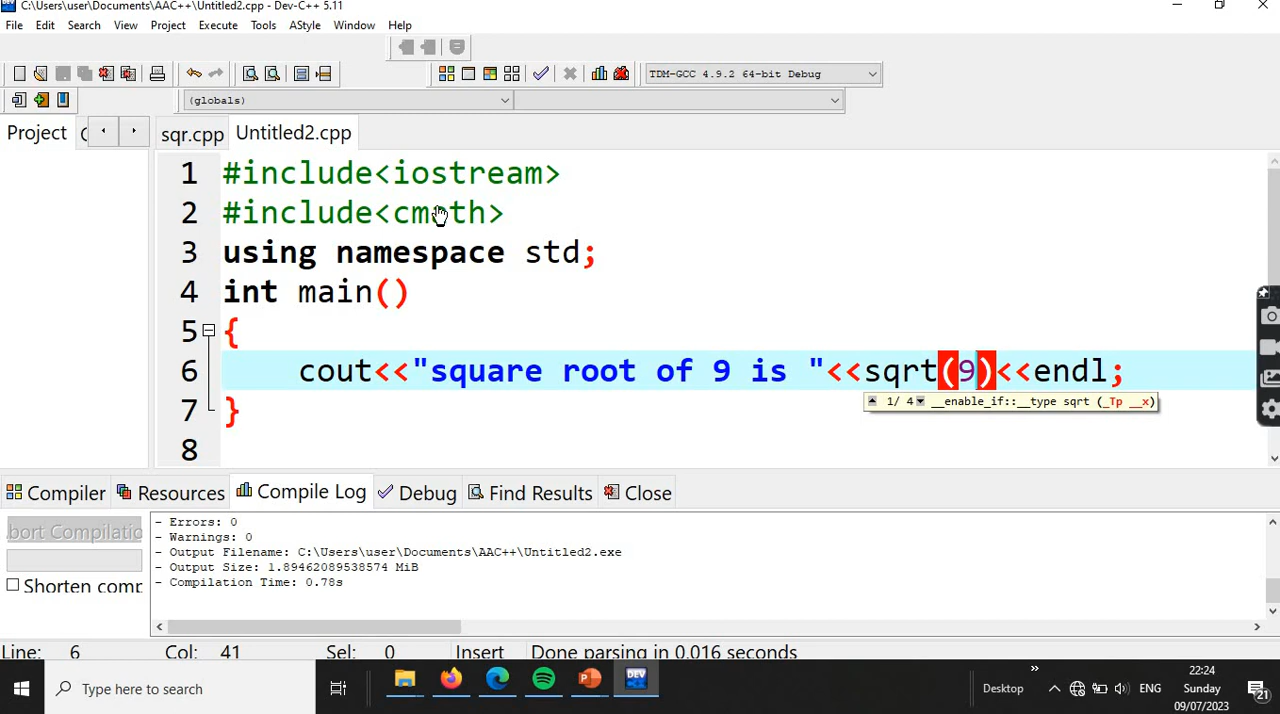 C:\Users\user\Documents\AAC++\Untitled2.cpp - Dev-C++ 5.11
File Edit Search View Project Execute Tools AStyle Window Help
TDM-GCC 4.9.2 64-bit Debug
(globals)
Project sqr.cpp Untitled2.cpp
1 #include<iostream>
2 #include<cmath>
3 using namespace std;
4 int main()
5 {
6 cout<<"square root of 9 is "<<sqrt(9)<<endl;
1/ 4 __enable_if::__type sqrt (_Tp __x)
7 }
8
Compiler Resources Compile Log Debug Find Results Close
- Errors: 0
bort Compilatio
- Warnings: 0
- Output Filename: C:\Users\user\Documents\AAC++\Untitled2.exe
- Output Size: 1.89462089538574 MiB
- Compilation Time: 0.78s
Shorten comp
Line: 6 Col: 41 Sel: 0 Insert Done parsing in 0.016 seconds
Type here to search
DEV
Desktop
ENG
22:24
Sunday
09/07/2023
21